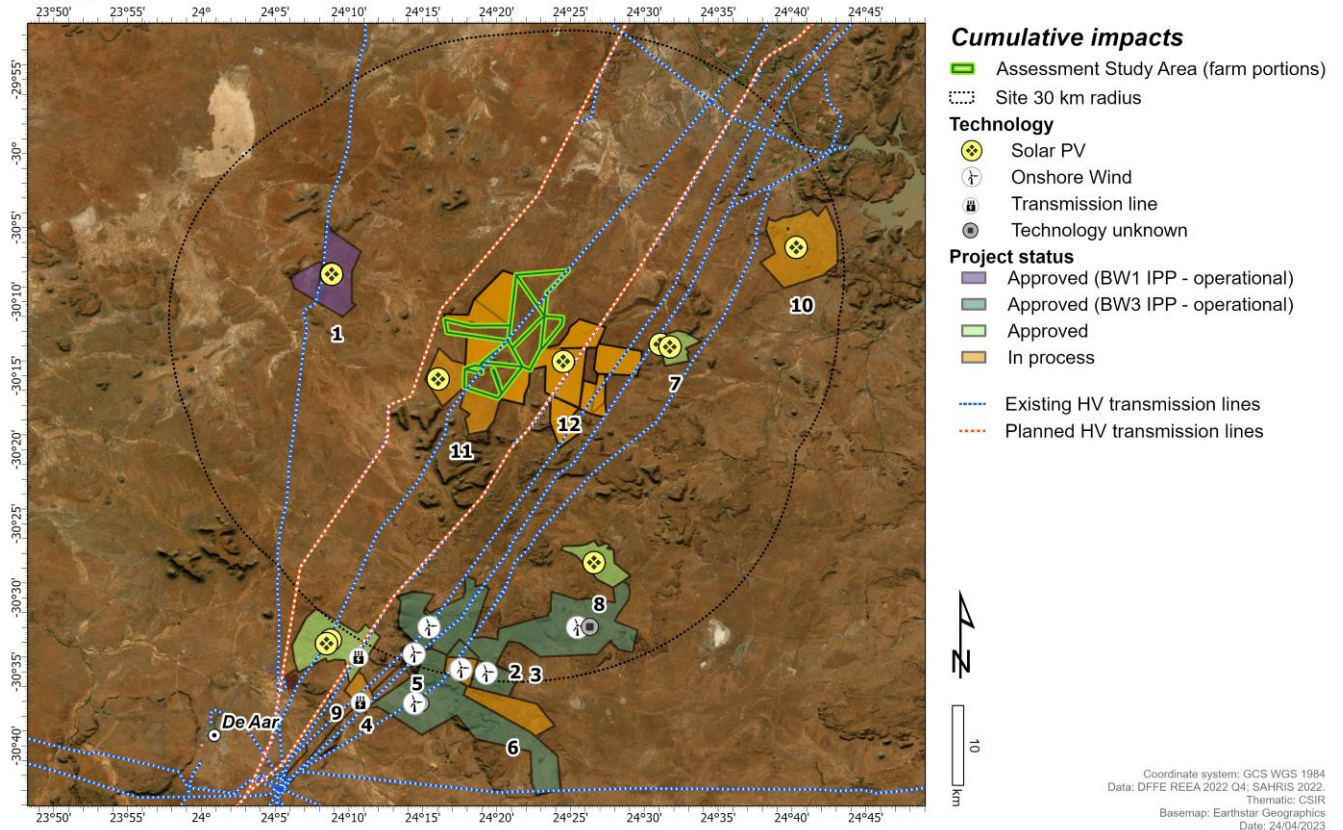 23°50' 23°55' 24° 24°5' 24°10' 24°15' 24°20' 24°25' 24°30' 24°35' 24°40' 24°45'
-29°55'
-30°
-30°5'
-30°10'
-30°15'
-30°20'
-30°25'
-30°30'
-30°35'
-30°40'
1
10
7
12
11
8
2
3
5
9
4
6
De Aar
23°50' 23°55' 24° 24°5' 24°10' 24°15' 24°20' 24°25' 24°30' 24°35' 24°40' 24°45'
Cumulative impacts
Assessment Study Area (farm portions)
Site 30 km radius
Technology
Solar PV
Onshore Wind
Transmission line
Technology unknown
Project status
Approved (BW1 IPP - operational)
Approved (BW3 IPP - operational)
Approved
In process
Existing HV transmission lines
Planned HV transmission lines
N
10
km
Coordinate system: GCS WGS 1984
Data: DFFE REEA 2022 Q4; SAHRIS 2022.
Thematic: CSIR
Basemap: Earthstar Geographics
Date: 24/04/2023